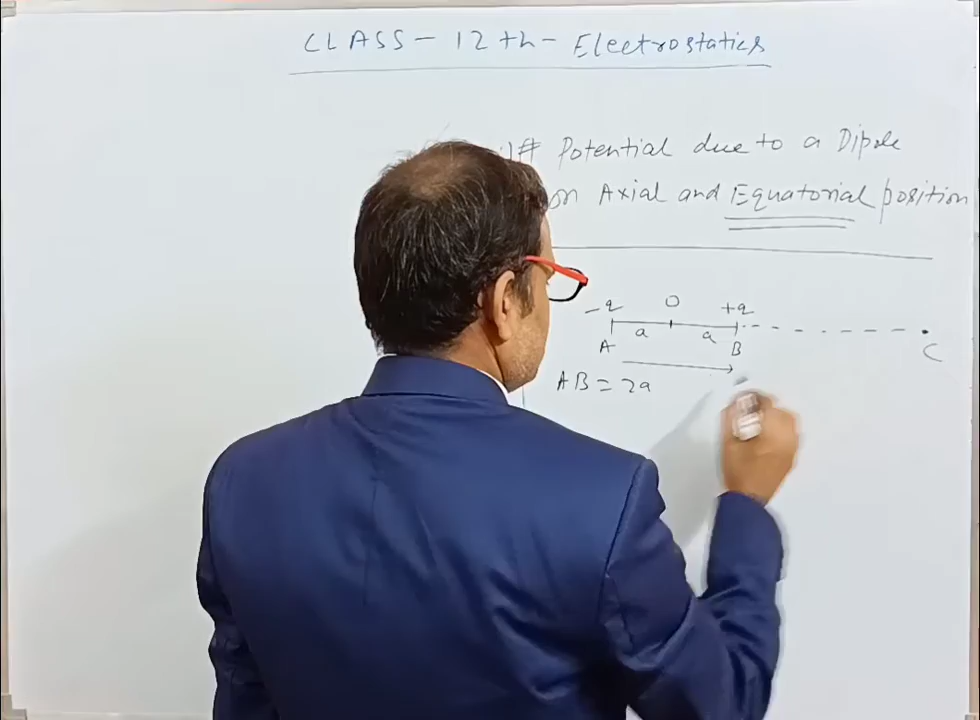 CLASS - 12th - Electrostatics
# Potential due to a Dipole
on Axial and Equatorial position
-q O +q
a a
A B C
AB = 2a